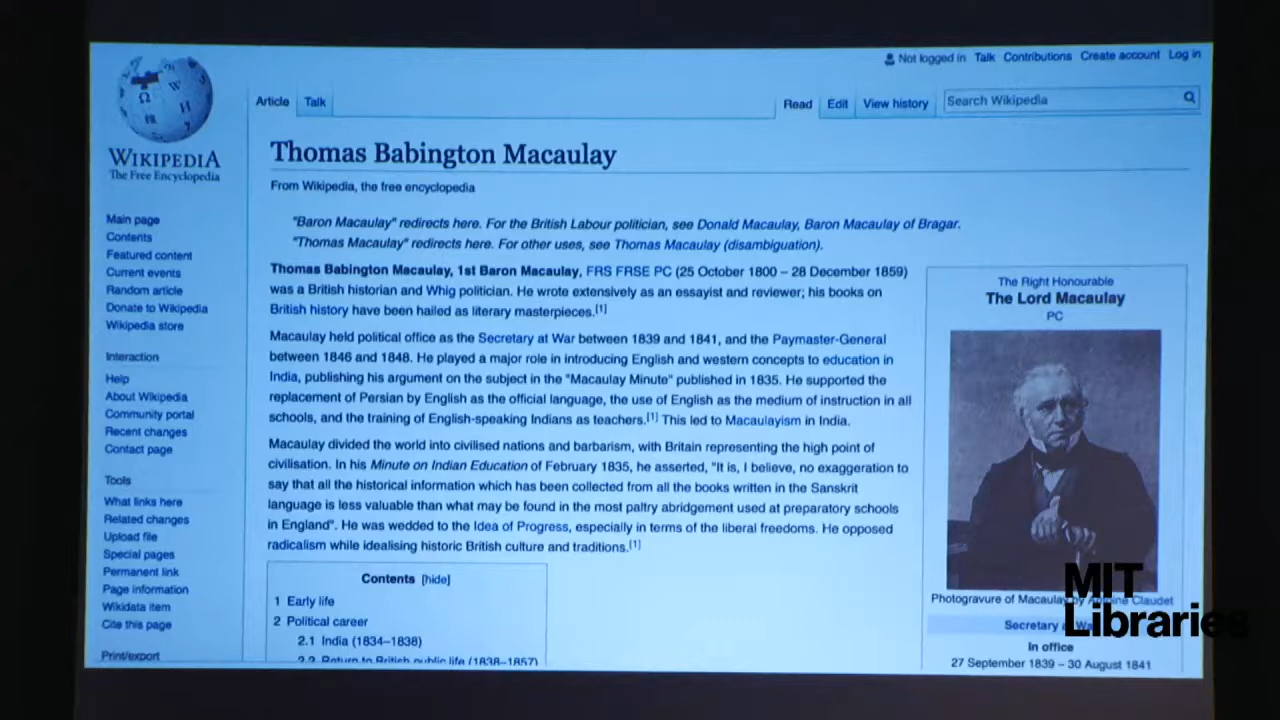 Not logged in Talk Contributions Create account Log in
Article Talk
Read Edit View history Search Wikipedia
WIKIPEDIA
The Free Encyclopedia
Main page
Contents
Featured content
Current events
Random article
Donate to Wikipedia
Wikipedia store
Interaction
Help
About Wikipedia
Community portal
Recent changes
Contact page
Tools
What links here
Related changes
Upload file
Special pages
Permanent link
Page information
Wikidata item
Cite this page
Print/export
Thomas Babington Macaulay
From Wikipedia, the free encyclopedia
"Baron Macaulay" redirects here. For the British Labour politician, see Donald Macaulay, Baron Macaulay of Bragar.
"Thomas Macaulay" redirects here. For other uses, see Thomas Macaulay (disambiguation).
Thomas Babington Macaulay, 1st Baron Macaulay, FRS FRSE PC (25 October 1800 – 28 December 1859)
was a British historian and Whig politician. He wrote extensively as an essayist and reviewer; his books on
British history have been hailed as literary masterpieces.[1]
Macaulay held political office as the Secretary at War between 1839 and 1841, and the Paymaster-General
between 1846 and 1848. He played a major role in introducing English and western concepts to education in
India, publishing his argument on the subject in the "Macaulay Minute" published in 1835. He supported the
replacement of Persian by English as the official language, the use of English as the medium of instruction in all
schools, and the training of English-speaking Indians as teachers.[1] This led to Macaulayism in India.
Macaulay divided the world into civilised nations and barbarism, with Britain representing the high point of
civilisation. In his Minute on Indian Education of February 1835, he asserted, "It is, I believe, no exaggeration to
say that all the historical information which has been collected from all the books written in the Sanskrit
language is less valuable than what may be found in the most paltry abridgement used at preparatory schools
in England". He was wedded to the Idea of Progress, especially in terms of the liberal freedoms. He opposed
radicalism while idealising historic British culture and traditions.[1]
Contents [hide]
1 Early life
2 Political career
2.1 India (1834–1838)
2.2 Return to British public life (1838–1857)
The Right Honourable
The Lord Macaulay
PC
Photogravure of Macaulay by Antoine Claudet
Secretary at War
In office
27 September 1839 – 30 August 1841
MIT
Libraries